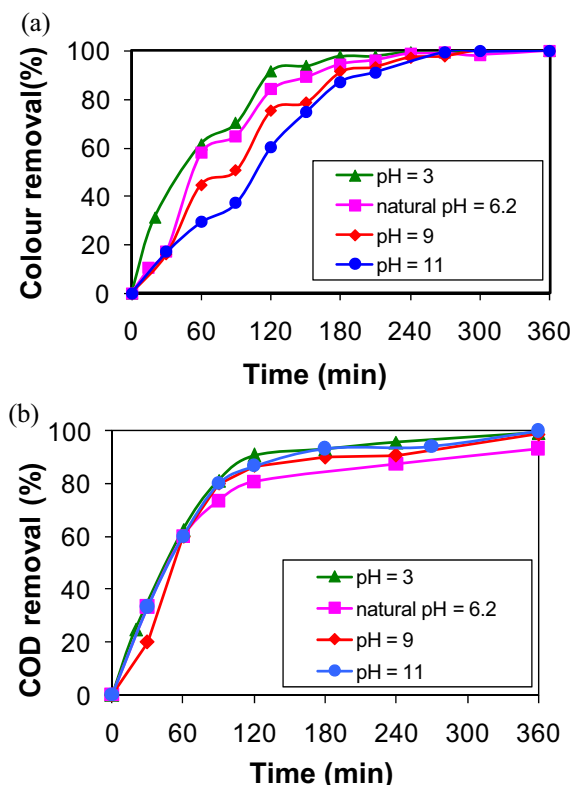 (a)
Colour removal(%)
100
80
60
40
20
0
pH = 3
natural pH = 6.2
pH = 9
pH = 11
0 60 120 180 240 300 360
Time (min)
(b)
COD removal (%)
100
80
60
40
20
0
pH = 3
natural pH = 6.2
pH = 9
pH = 11
0 60 120 180 240 300 360
Time (min)